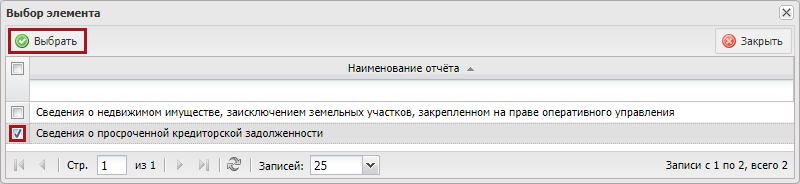 Выбор элемента
Выбрать
Закрыть
Наименование отчёта
Сведения о недвижимом имуществе, заисключением земельных участков, закрепленном на праве оперативного управления
Сведения о просроченной кредиторской задолженности
Стр. 1 из 1 Записей: 25 Записи с 1 по 2, всего 2